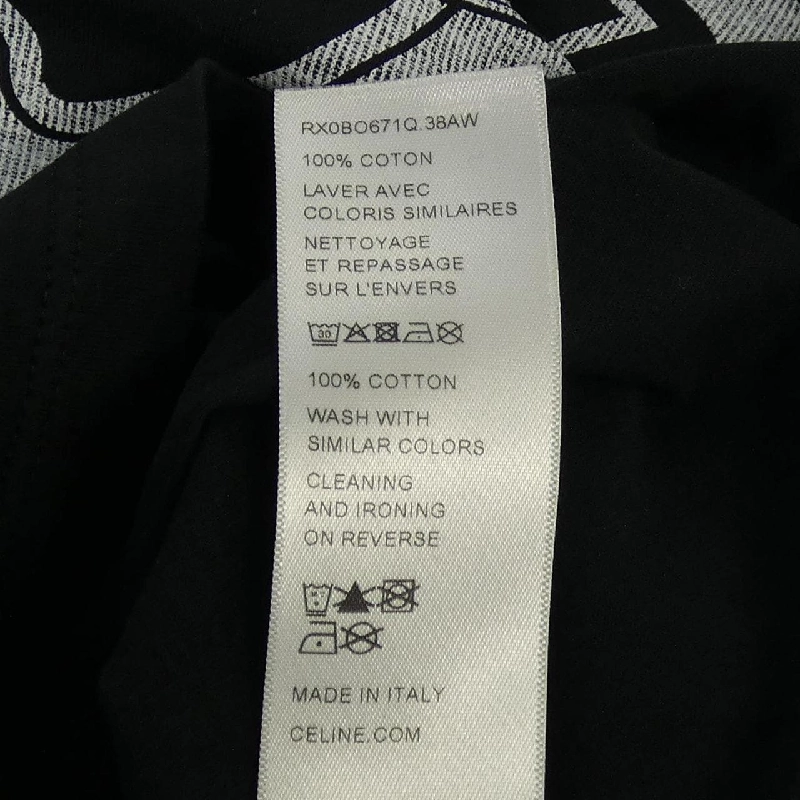 RX0BO671Q.38AW
100% COTON
LAVER AVEC
COLORIS SIMILAIRES
NETTOYAGE
ET REPASSAGE
SUR L'ENVERS
30
100% COTTON
WASH WITH
SIMILAR COLORS
CLEANING
AND IRONING
ON REVERSE
MADE IN ITALY
CELINE.COM